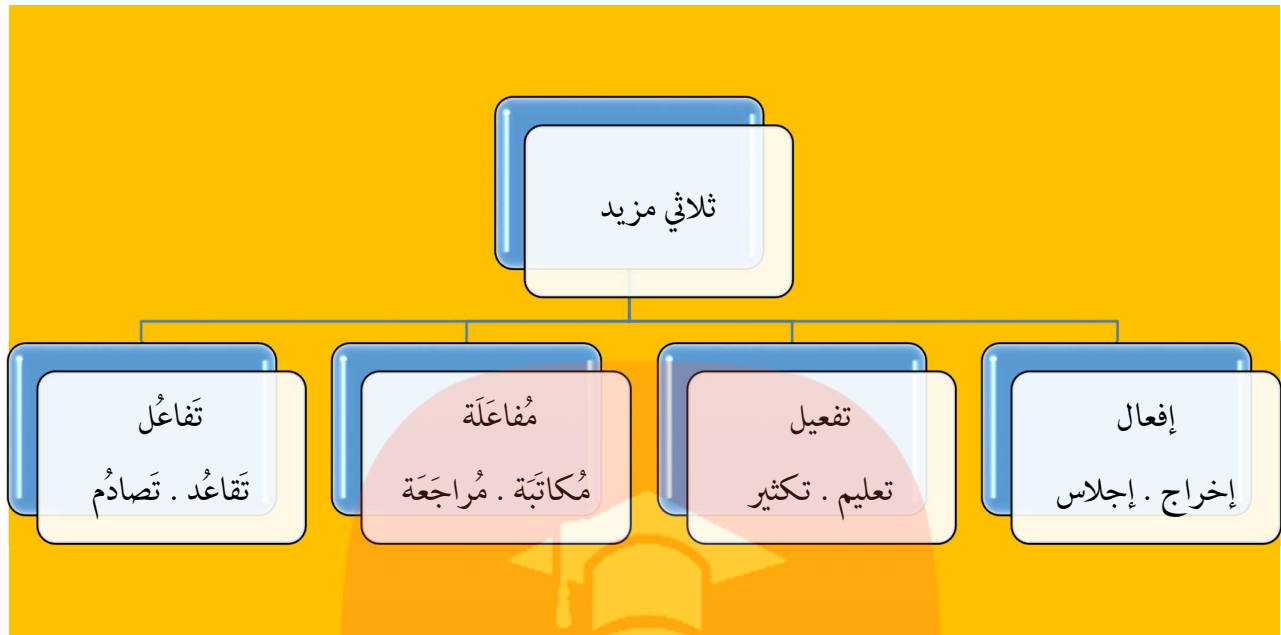 ثلاثي مزيد
إفعال
إخراج . إجلاس
تفعيل
تعليم . تكثير
مُفاعَلَة
مُكاتَبَة . مُراجَعَة
تَفاعُل
تَقاعُد . تَصادُم